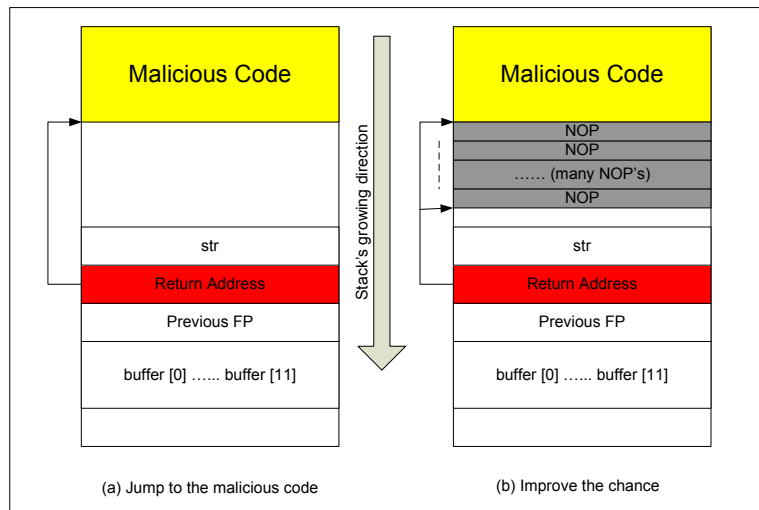 Malicious Code
str
Return Address
Previous FP
buffer [0] …... buffer [11]
(a) Jump to the malicious code
Stack's growing direction
Malicious Code
NOP
NOP
…… (many NOP's)
NOP
str
Return Address
Previous FP
buffer [0] …... buffer [11]
(b) Improve the chance